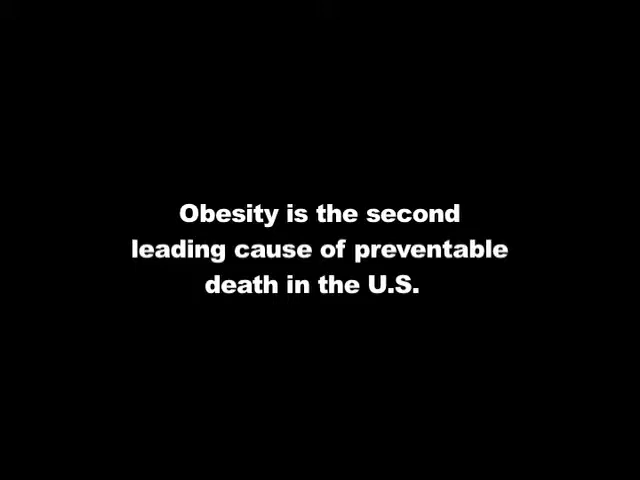 Obesity is the second
leading cause of preventable
death in the U.S.